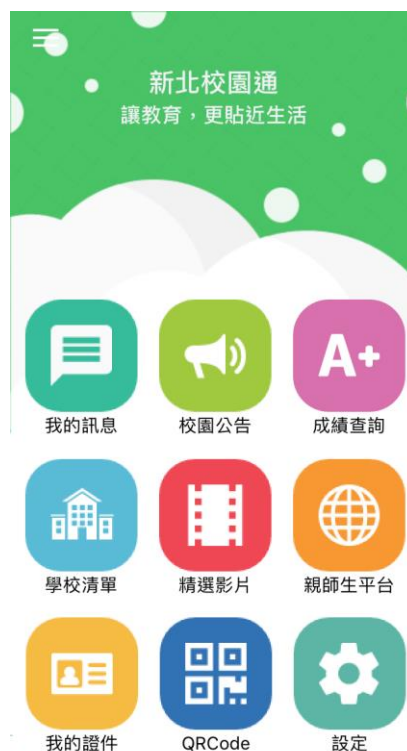 新北校園通
讓教育，更貼近生活
A+
我的訊息 校園公告 成績查詢
學校清單 精選影片 親師生平台
我的證件 QRCode 設定